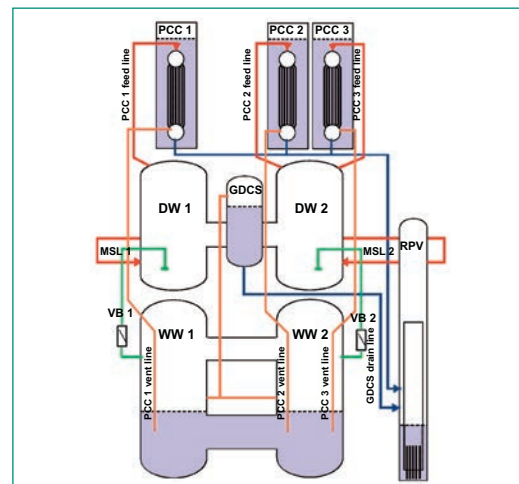 PCC 1
PCC 2
PCC 3
PCC 1 feed line
PCC 2 feed line
PCC 3 feed line
GDCS
DW 1
DW 2
RPV
MSL 1
MSL 2
VB 1
VB 2
WW 1
WW 2
PCC 1 vent line
PCC 2 vent line
PCC 3 vent line
GDCS drain line